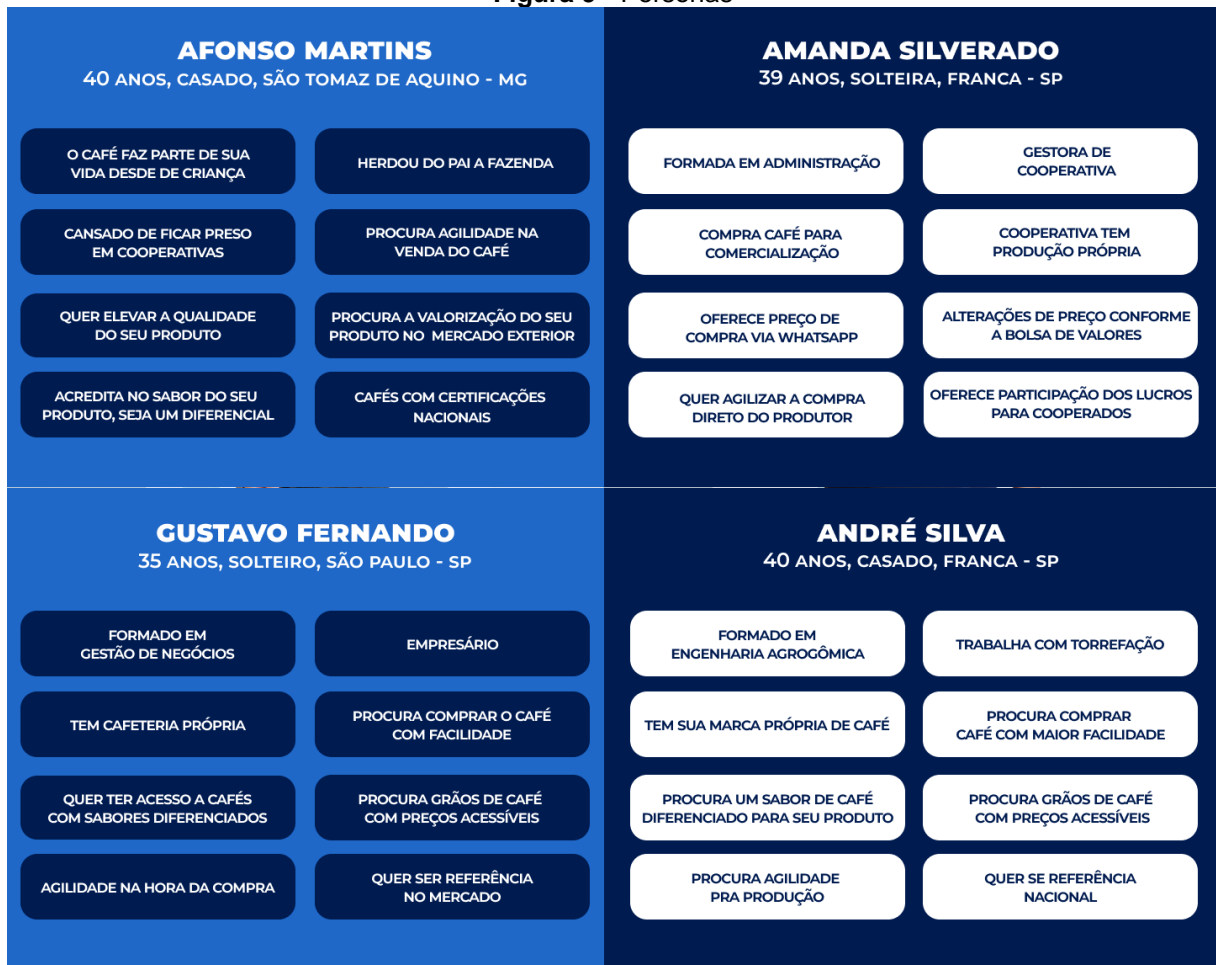 Figura 3 - Personas
AFONSO MARTINS
40 ANOS, CASADO, SÃO TOMAZ DE AQUINO - MG
O CAFÉ FAZ PARTE DE SUA
VIDA DESDE DE CRIANÇA
HERDOU DO PAI A FAZENDA
CANSADO DE FICAR PRESO
EM COOPERATIVAS
PROCURA AGILIDADE NA
VENDA DO CAFÉ
QUER ELEVAR A QUALIDADE
DO SEU PRODUTO
PROCURA A VALORIZAÇÃO DO SEU
PRODUTO NO MERCADO EXTERIOR
ACREDITA NO SABOR DO SEU
PRODUTO, SEJA UM DIFERENCIAL
CAFÉS COM CERTIFICAÇÕES
NACIONAIS
AMANDA SILVERADO
39 ANOS, SOLTEIRA, FRANCA - SP
FORMADA EM ADMINISTRAÇÃO
GESTORA DE
COOPERATIVA
COMPRA CAFÉ PARA
COMERCIALIZAÇÃO
COOPERATIVA TEM
PRODUÇÃO PRÓPRIA
OFERECE PREÇO DE
COMPRA VIA WHATSAPP
ALTERAÇÕES DE PREÇO CONFORME
A BOLSA DE VALORES
QUER AGILIZAR A COMPRA
DIRETO DO PRODUTOR
OFERECE PARTICIPAÇÃO DOS LUCROS
PARA COOPERADOS
GUSTAVO FERNANDO
35 ANOS, SOLTEIRO, SÃO PAULO - SP
FORMADO EM
GESTÃO DE NEGÓCIOS
EMPRESÁRIO
TEM CAFETERIA PRÓPRIA
PROCURA COMPRAR O CAFÉ
COM FACILIDADE
QUER TER ACESSO A CAFÉS
COM SABORES DIFERENCIADOS
PROCURA GRÃOS DE CAFÉ
COM PREÇOS ACESSÍVEIS
AGILIDADE NA HORA DA COMPRA
QUER SER REFERÊNCIA
NO MERCADO
ANDRÉ SILVA
40 ANOS, CASADO, FRANCA - SP
FORMADO EM
ENGENHARIA AGROGÔMICA
TRABALHA COM TORREFAÇÃO
TEM SUA MARCA PRÓPRIA DE CAFÉ
PROCURA COMPRAR
CAFÉ COM MAIOR FACILIDADE
PROCURA UM SABOR DE CAFÉ
DIFERENCIADO PARA SEU PRODUTO
PROCURA GRÃOS DE CAFÉ
COM PREÇOS ACESSÍVEIS
PROCURA AGILIDADE
PRA PRODUÇÃO
QUER SE REFERÊNCIA
NACIONAL